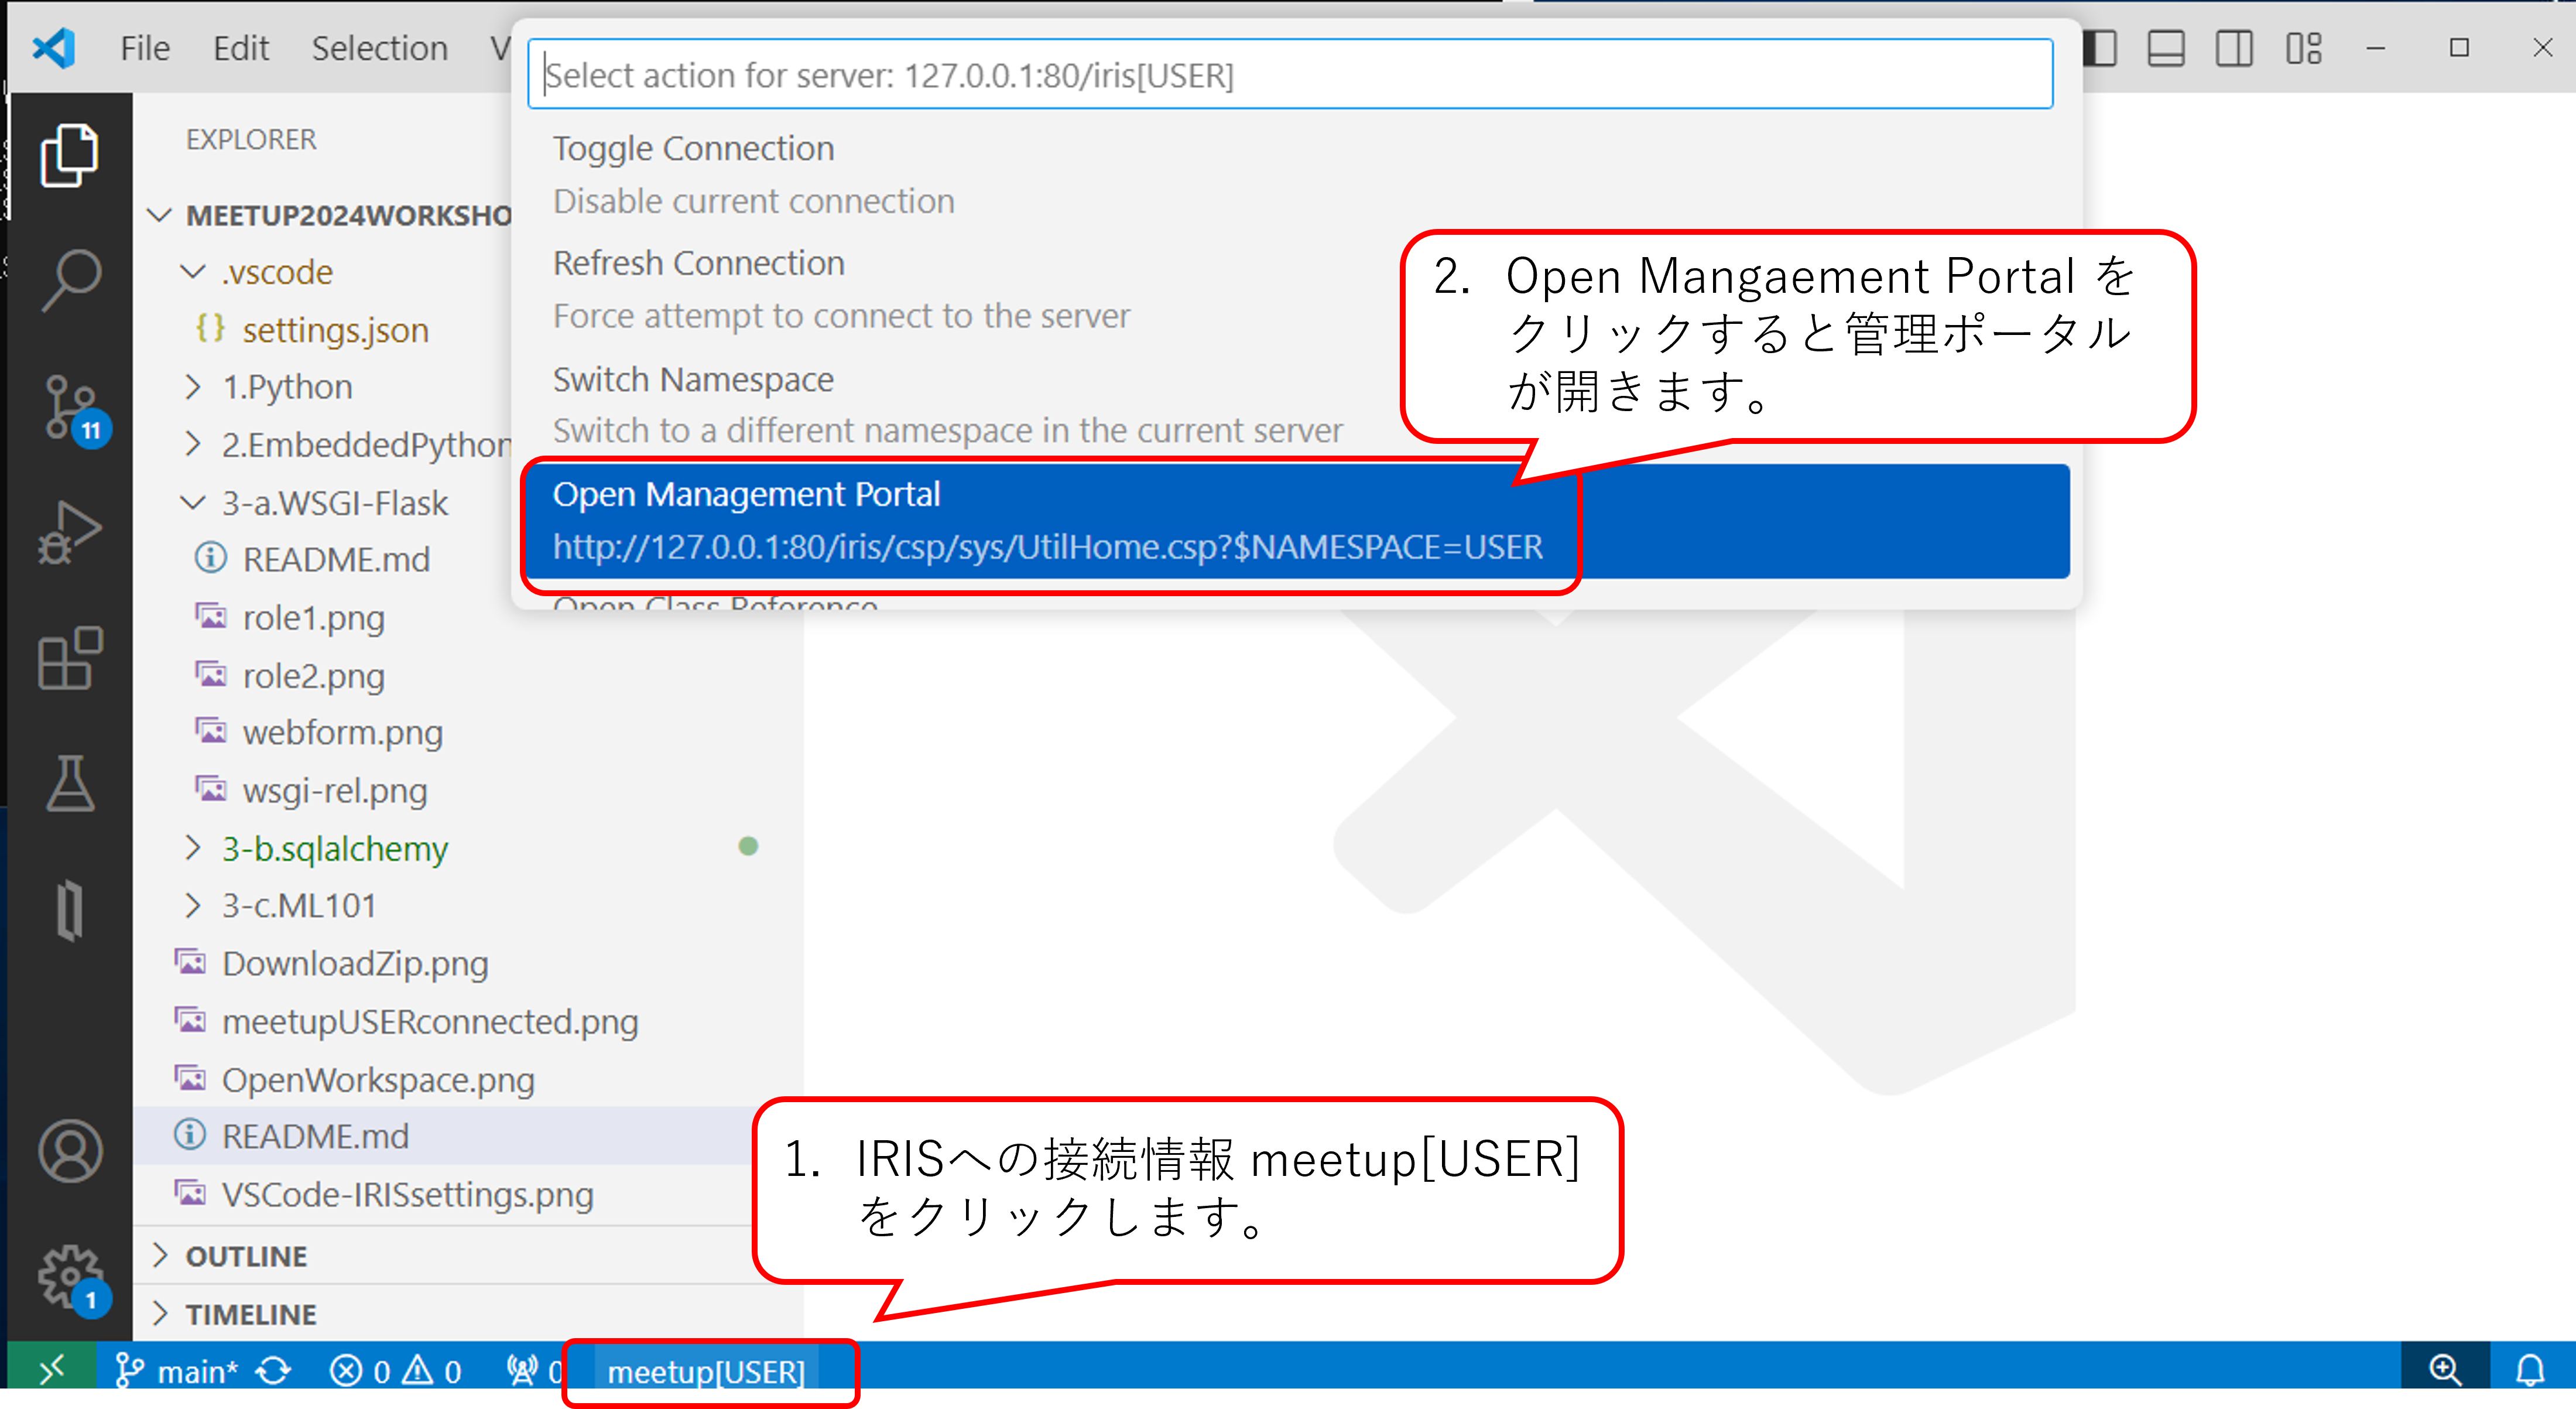 File Edit Selection V
Select action for server: 127.0.0.1:80/iris[USER]
Toggle Connection
Disable current connection
Refresh Connection
Force attempt to connect to the server
Switch Namespace
Switch to a different namespace in the current server
Open Management Portal
http://127.0.0.1:80/iris/csp/sys/UtilHome.csp?$NAMESPACE=USER
Open Class Reference
2. Open Mangaement Portal を
クリックすると管理ポータル
が開きます。
EXPLORER
MEETUP2024WORKSHO
.vscode
{} settings.json
1.Python
2.EmbeddedPython
3-a.WSGI-Flask
README.md
role1.png
role2.png
webform.png
wsgi-rel.png
3-b.sqlalchemy
3-c.ML101
DownloadZip.png
meetupUSERconnected.png
OpenWorkspace.png
README.md
VSCode-IRISsettings.png
OUTLINE
TIMELINE
11
1
1. IRISへの接続情報 meetup[USER]
をクリックします。
main* 0 0 0 meetup[USER]